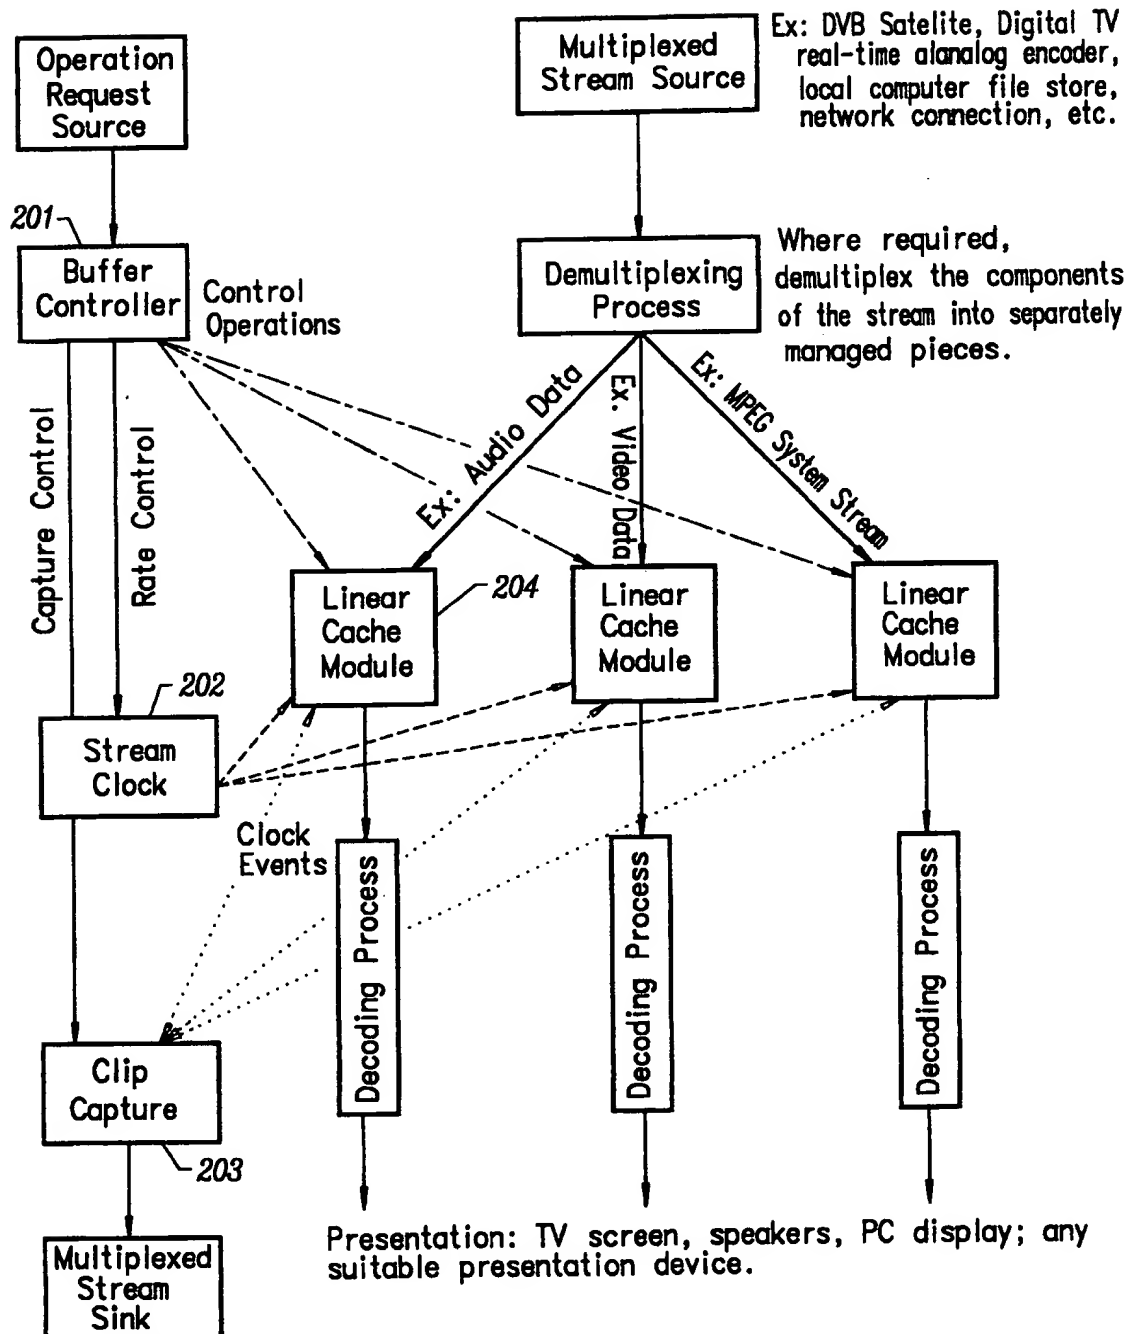 Operation
Request
Source
Multiplexed
Stream Source
Ex: DVB Satelite, Digital TV
real-time alanalog encoder,
local computer file store,
network connection, etc.
201
Buffer
Controller
Control
Operations
Demultiplexing
Process
Where required,
demultiplex the components
of the stream into separately
managed pieces.
Capture Control
Rate Control
Ex: Audio Data
Ex. Video Data
Ex: MPEG System Stream
Linear
Cache
Module
204
Linear
Cache
Module
Linear
Cache
Module
202
Stream
Clock
Clock
Events
Decoding Process
Decoding Process
Decoding Process
Clip
Capture
203
Multiplexed
Stream
Sink
Presentation: TV screen, speakers, PC display; any
suitable presentation device.